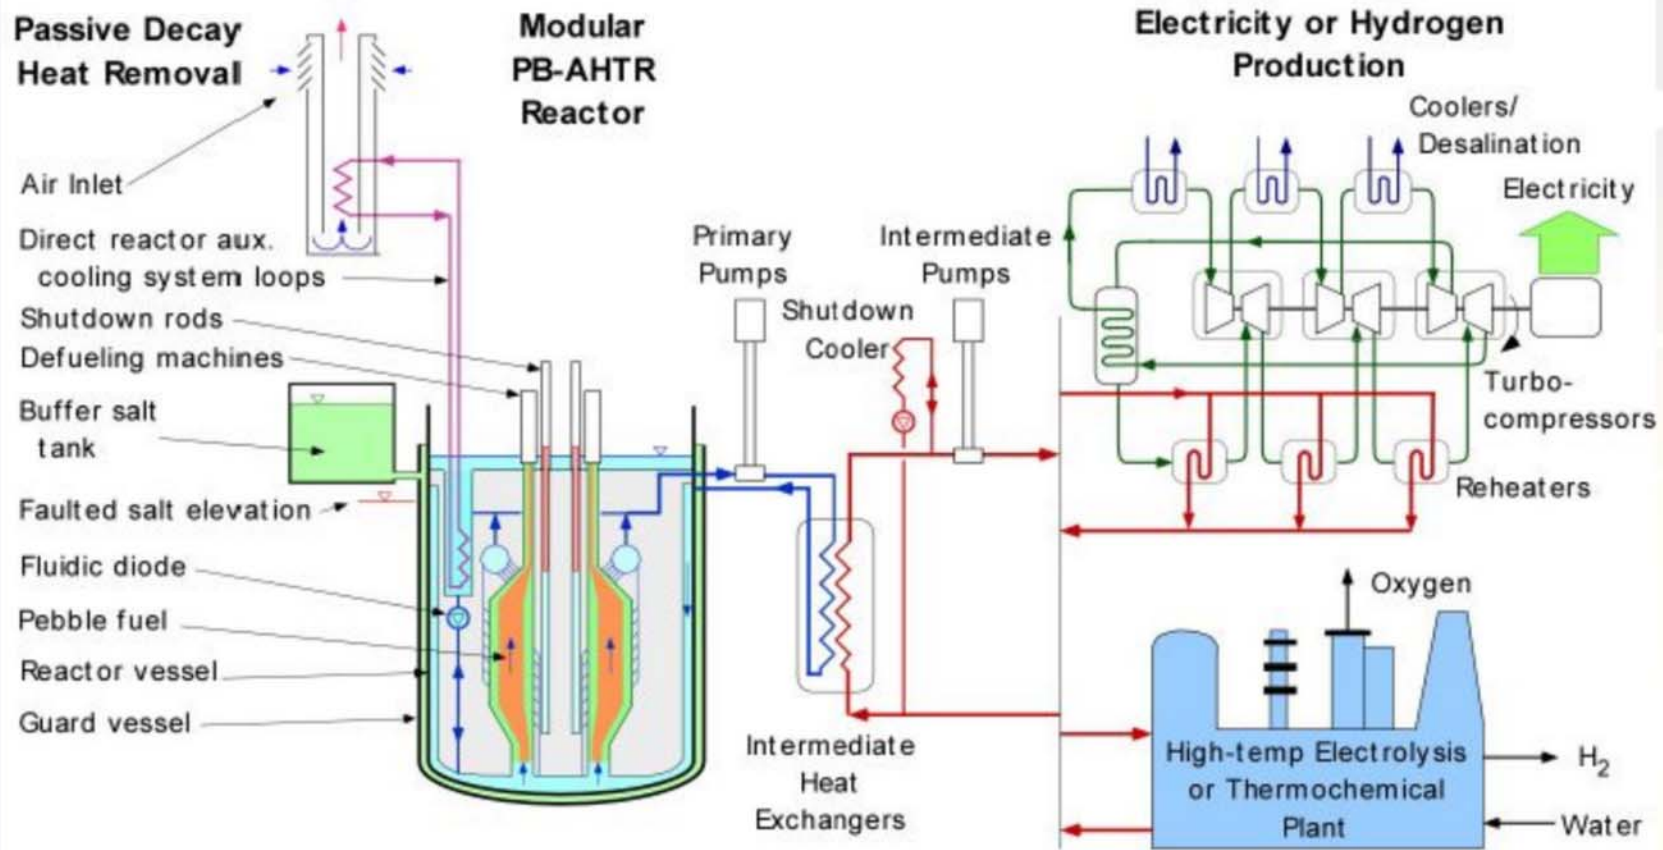 Passive Decay
Heat Removal
Modular
PB-AHTR
Reactor
Electricity or Hydrogen
Production
Coolers/
Desalination
Electricity
Air Inlet
Direct reactor aux.
cooling system loops
Shutdown rods
Defueling machines
Buffer salt
tank
Faulted salt elevation
Fluidic diode
Pebble fuel
Reactor vessel
Guard vessel
Primary
Pumps
Intermediate
Pumps
Shutdown
Cooler
Turbo-
compressors
Reheaters
Intermediate
Heat
Exchangers
Oxygen
High-temp Electrolysis
or Thermochemical
Plant
H2
Water